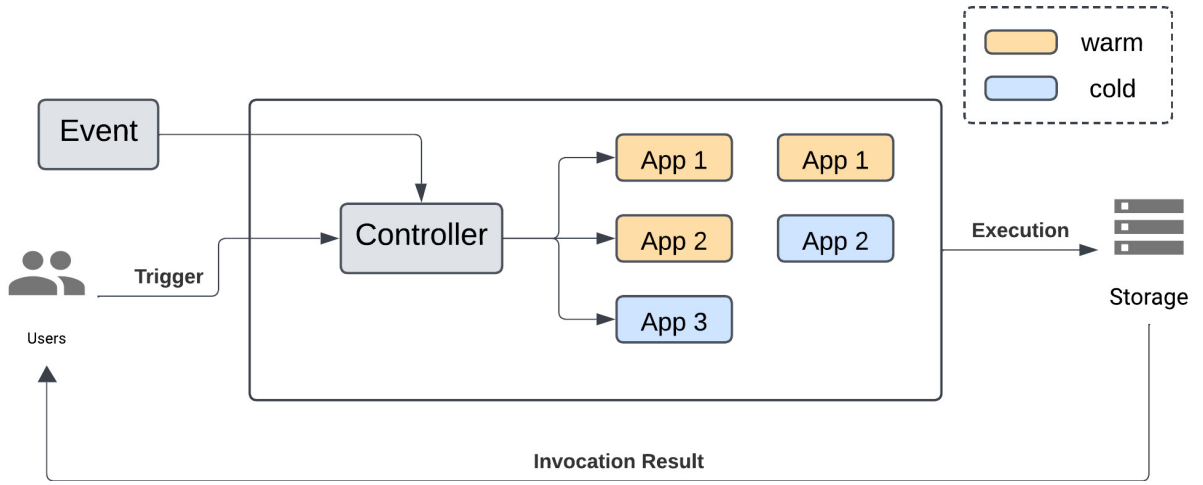 warm
cold
Event
App 1
App 1
Controller
App 2
App 2
Execution
Trigger
Storage
App 3
Users
Invocation Result